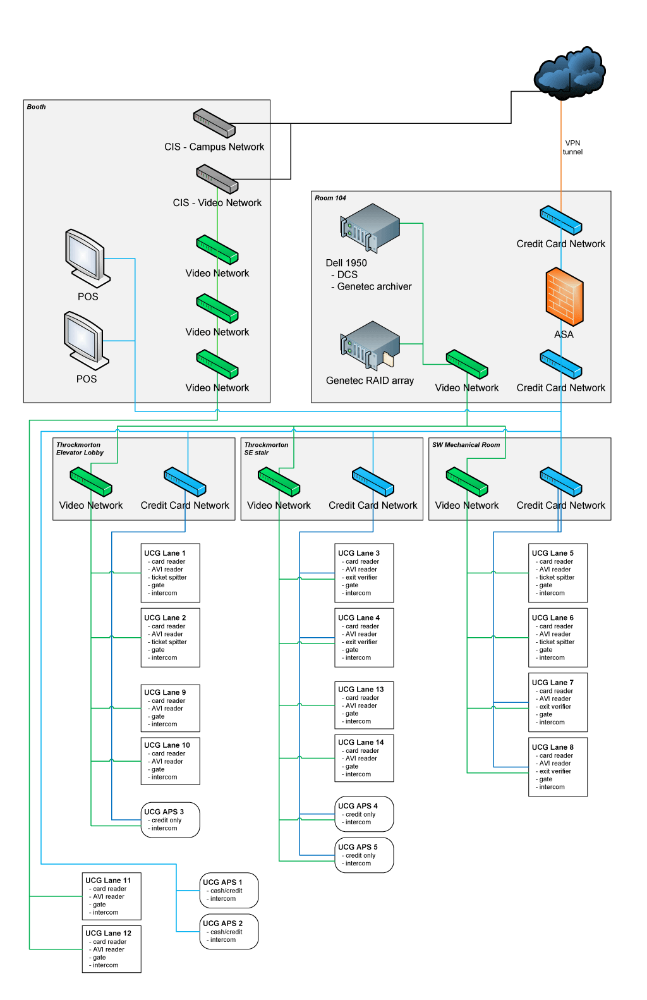 Booth
CIS - Campus Network
CIS - Video Network
Video Network
Video Network
Video Network
POS
POS
VPN
tunnel
Room 104
Dell 1950
- DCS
- Genetec archiver
Genetec RAID array
Video Network
Credit Card Network
ASA
Credit Card Network
Throckmorton
Elevator Lobby
Video Network
Credit Card Network
Throckmorton
SE stair
Video Network
Credit Card Network
SW Mechanical Room
Video Network
Credit Card Network
UCG Lane 1
- card reader
- AVI reader
- ticket spitter
- gate
- intercom
UCG Lane 2
- card reader
- AVI reader
- ticket spitter
- gate
- intercom
UCG Lane 9
- card reader
- AVI reader
- gate
- intercom
UCG Lane 10
- card reader
- AVI reader
- gate
- intercom
UCG APS 3
- credit only
- intercom
UCG Lane 3
- card reader
- AVI reader
- exit verifier
- gate
- intercom
UCG Lane 4
- card reader
- AVI reader
- exit verifier
- gate
- intercom
UCG Lane 13
- card reader
- AVI reader
- gate
- intercom
UCG Lane 14
- card reader
- AVI reader
- gate
- intercom
UCG APS 4
- credit only
- intercom
UCG APS 5
- credit only
- intercom
UCG Lane 5
- card reader
- AVI reader
- ticket spitter
- gate
- intercom
UCG Lane 6
- card reader
- AVI reader
- ticket spitter
- gate
- intercom
UCG Lane 7
- card reader
- AVI reader
- exit verifier
- gate
- intercom
UCG Lane 8
- card reader
- AVI reader
- exit verifier
- gate
- intercom
UCG Lane 11
- card reader
- AVI reader
- gate
- intercom
UCG Lane 12
- card reader
- AVI reader
- gate
- intercom
UCG APS 1
- cash/credit
- intercom
UCG APS 2
- cash/credit
- intercom